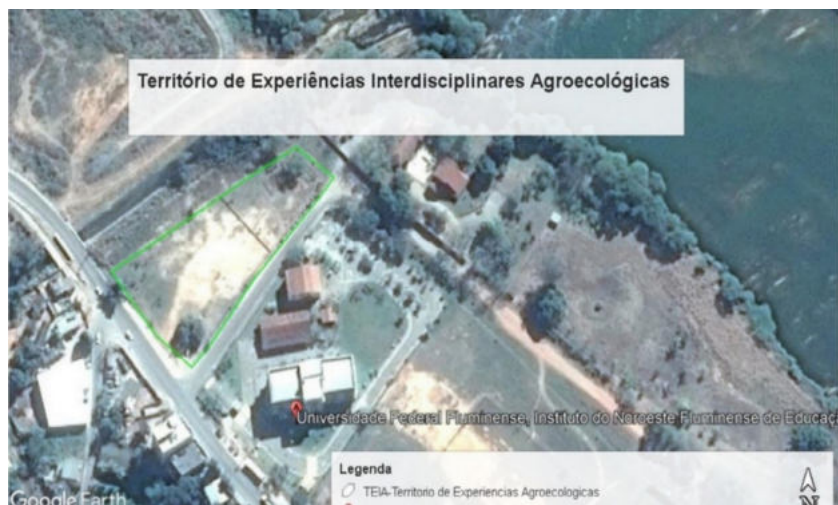 Território de Experiências Interdisciplinares Agroecológicas
Universidade Federal Fluminense, Instituto do Noroeste Fluminense de Educaçã
Legenda
TEIA-Territorio de Experiencias Agroecologicas
N
Google Earth